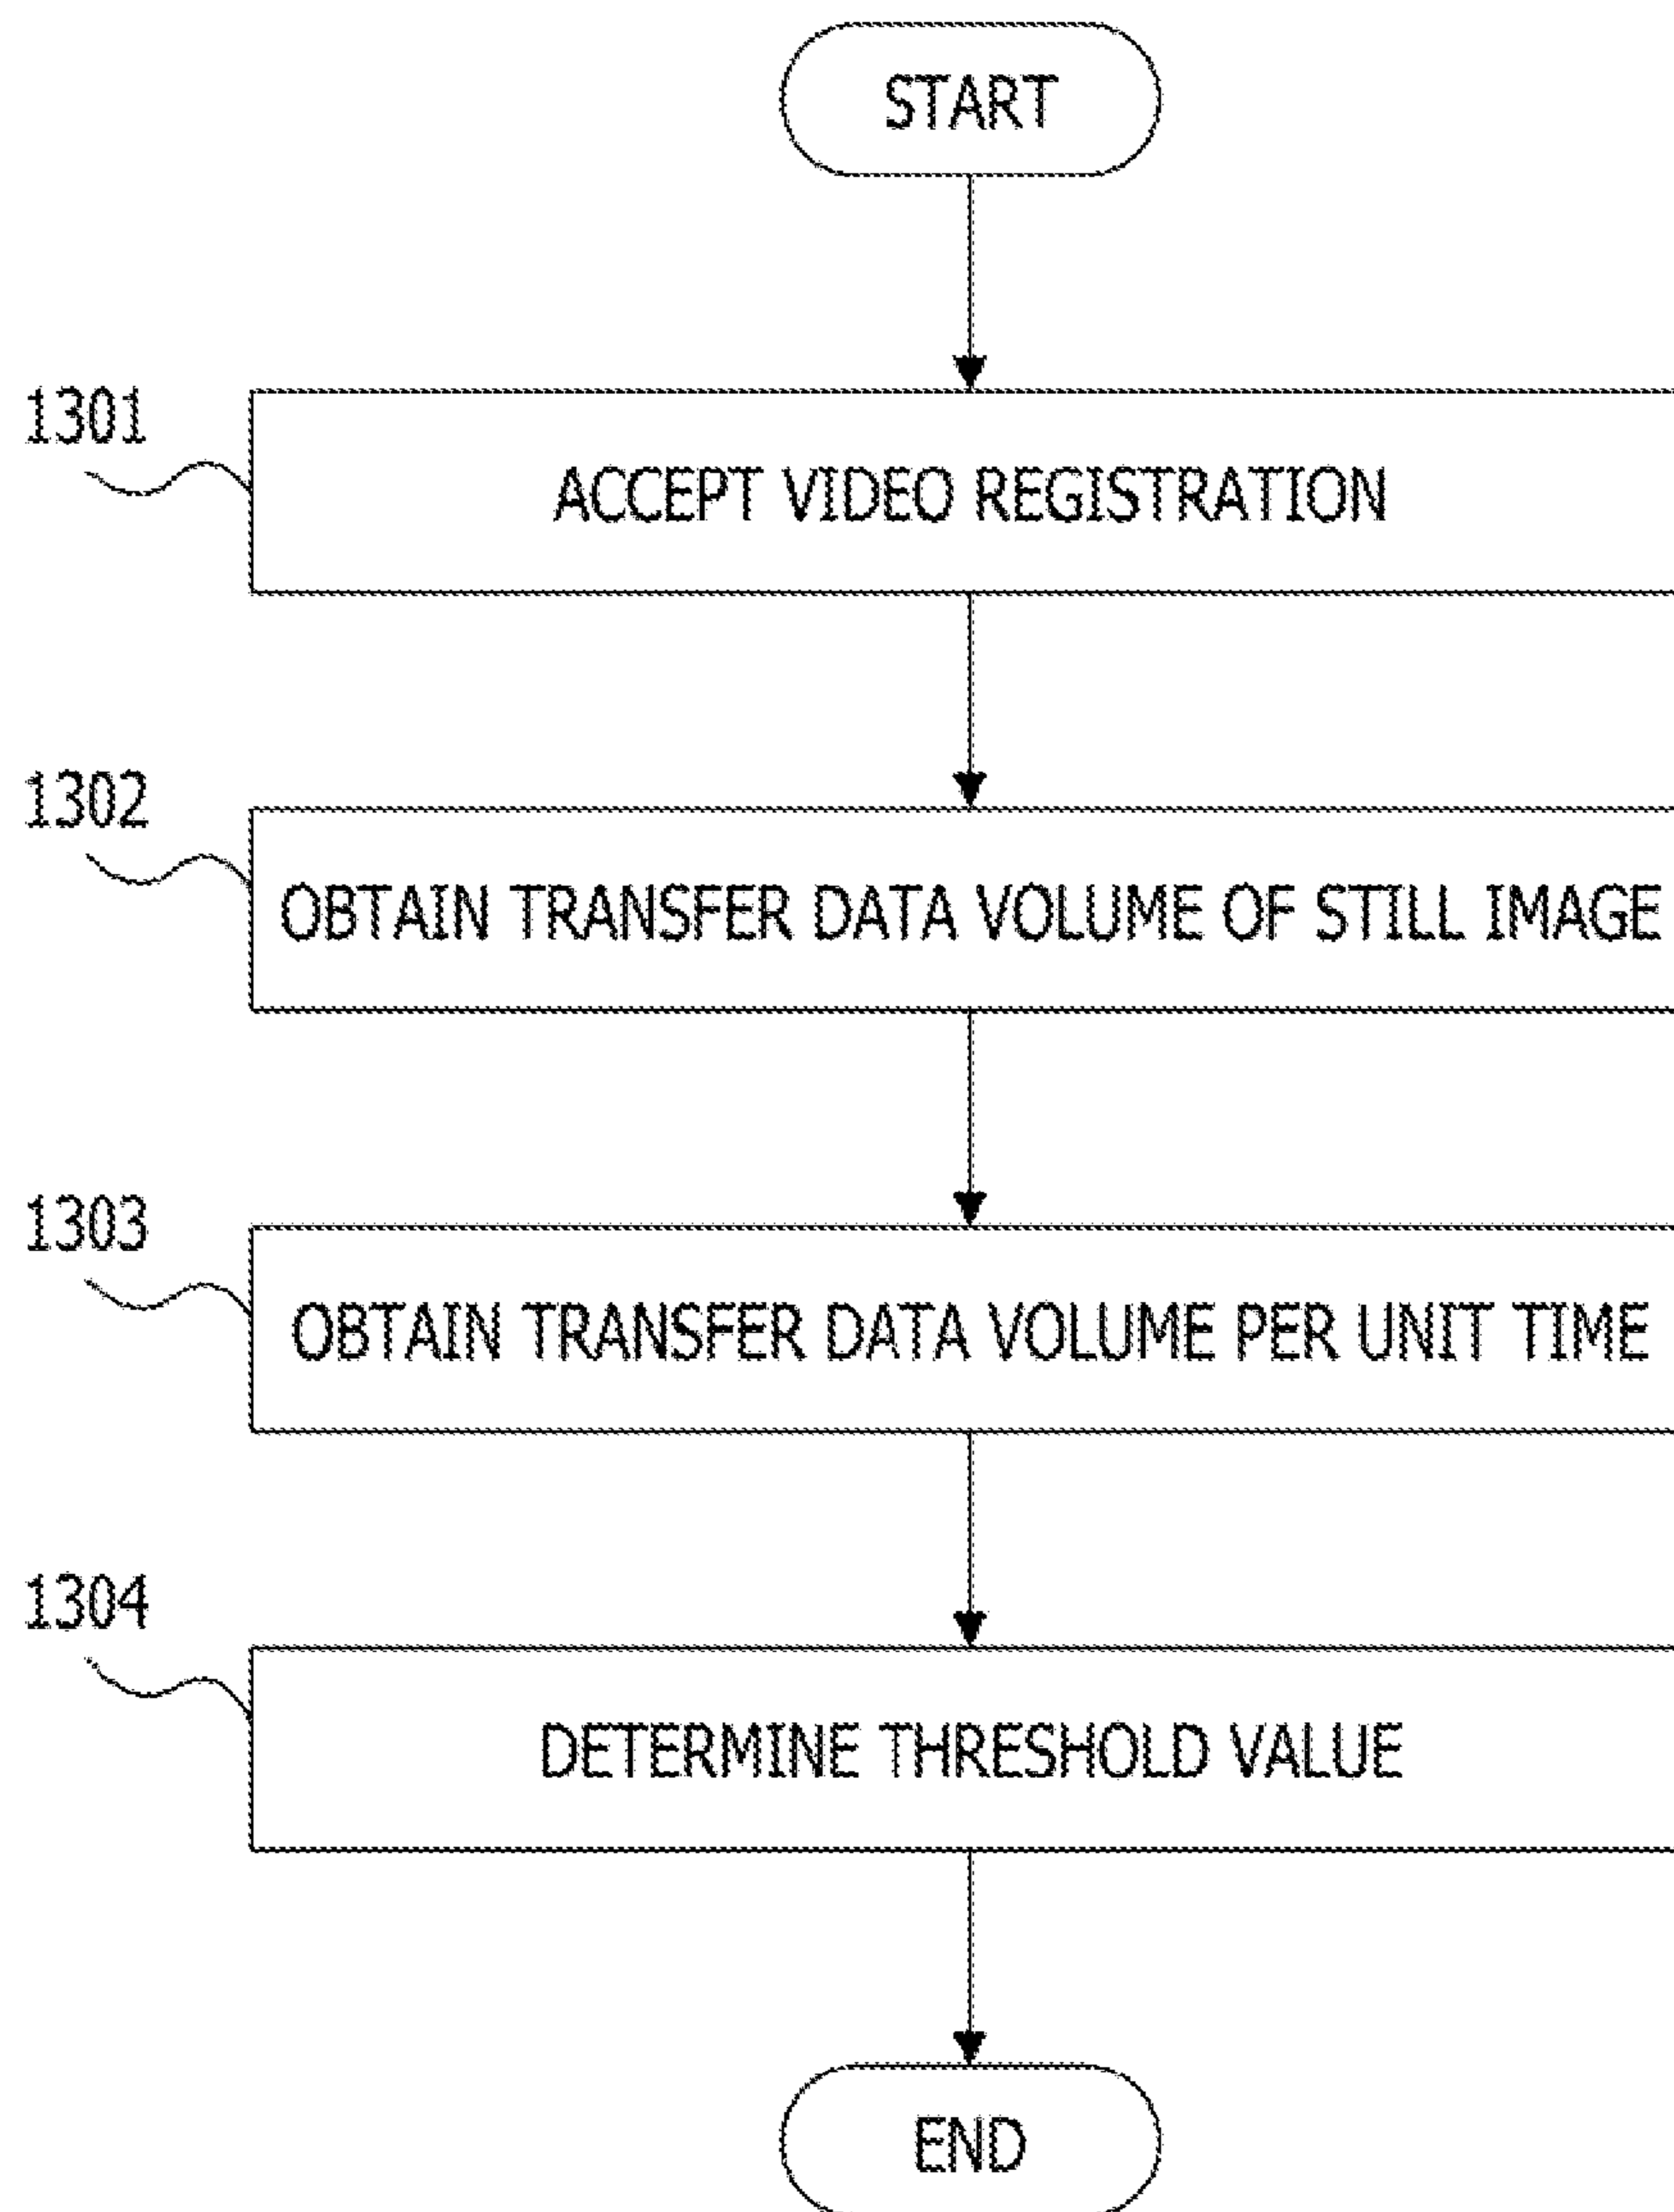 START
1301
ACCEPT VIDEO REGISTRATION
1302
OBTAIN TRANSFER DATA VOLUME OF STILL IMAGE
1303
OBTAIN TRANSFER DATA VOLUME PER UNIT TIME
1304
DETERMINE THRESHOLD VALUE
END